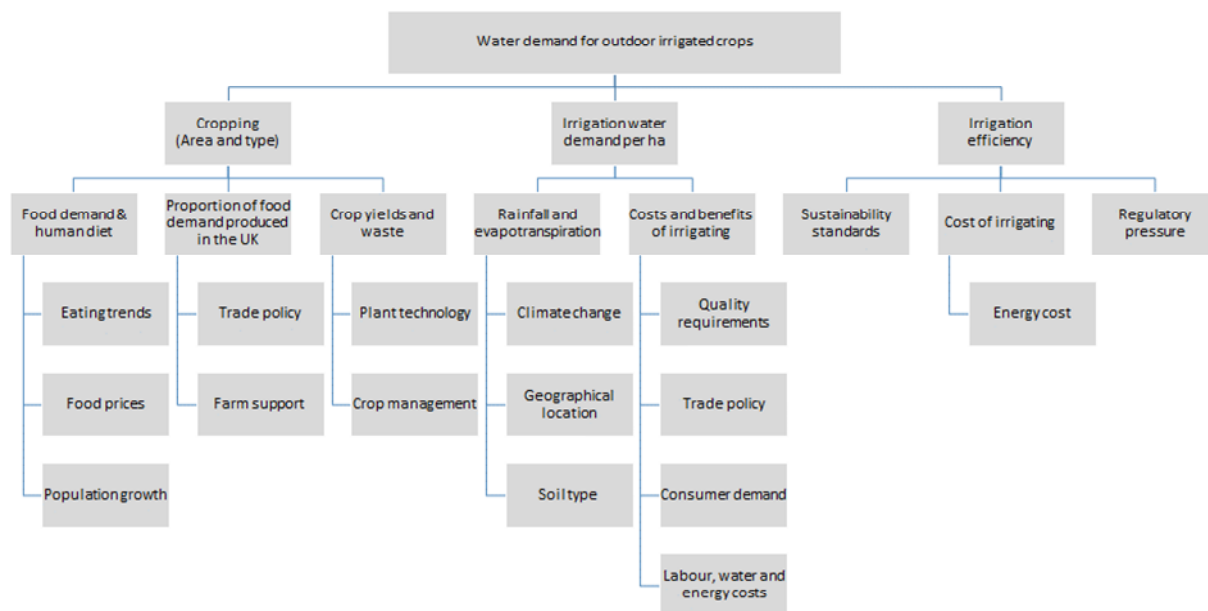 Water demand for outdoor irrigated crops
Cropping
(Area and type)
Irrigation water
demand per ha
Irrigation
efficiency
Food demand &
human diet
Proportion of food
demand produced
in the UK
Crop yields and
waste
Rainfall and
evapotranspiration
Costs and benefits
of irrigating
Sustainability
standards
Cost of irrigating
Regulatory
pressure
Eating trends
Trade policy
Plant technology
Climate change
Quality
requirements
Energy cost
Food prices
Farm support
Crop management
Geographical
location
Trade policy
Population growth
Soil type
Consumer demand
Labour, water and
energy costs